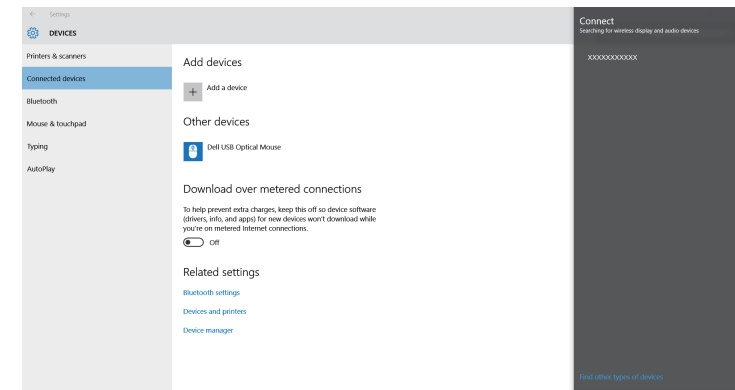 Settings
DEVICES
Printers & scanners
Connected devices
Bluetooth
Mouse & touchpad
Typing
AutoPlay
Add devices
Add a device
Other devices
Dell USB Optical Mouse
Download over metered connections
To help prevent extra charges, keep this off so device software
(drivers, info, and apps) for new devices won't download while
you're on metered Internet connections.
Off
Related settings
Bluetooth settings
Devices and printers
Device manager
Connect
Searching for wireless display and audio devices
XXXXXXXXXXX
Find other types of devices